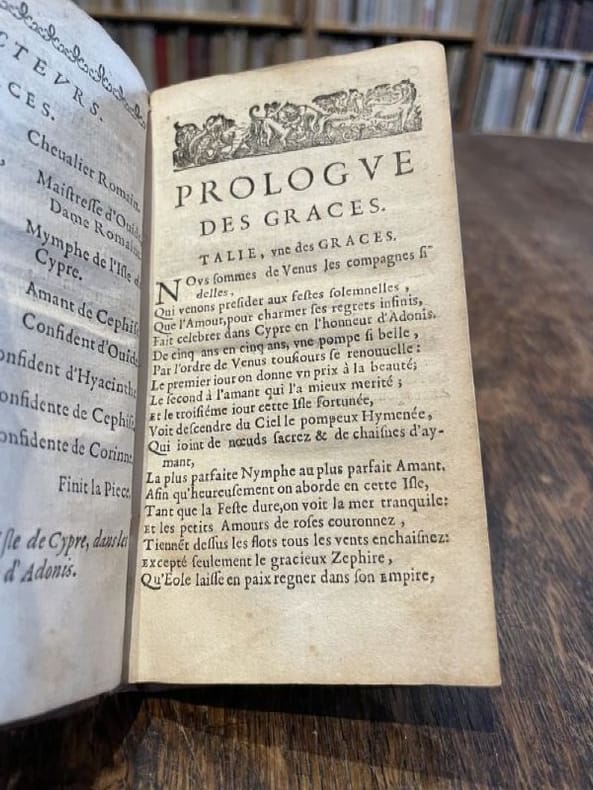 CTEVRS.
CES.
Cheualier Romain.
Maiſtreſſe d'Ouide
Dame Romaine
Nymphe de l'Iſle
Cypre.
Amant de Cephiſe
Confident d'Ouide
onfident d'Hyacinthe
onfidente de Cephiſe
onfidente de Corinne
Finit la Piece.
Iſle de Cypre, dans les
d'Adonis.
PROLOGVE
DES GRACES.
TALIE, vne des GRACES.
NOvs ſommes de Venus les compagnes fi-
delles,
Qui venons preſider aux feſtes ſolemnelles,
Que l'Amour, pour charmer ſes regrets infinis,
Fait celebrer dans Cypre en l'honneur d'Adonis.
De cinq ans en cinq ans, vne pompe ſi belle,
Par l'ordre de Venus touſiours ſe renouuelle:
Le premier iour on donne vn prix à la beauté;
Le ſecond à l'amant qui l'a mieux merité;
Et le troiſiéme iour cette Iſle fortunée,
Voit deſcendre du Ciel le pompeux Hymenée,
Qui ioint de nœuds ſacrez & de chaiſnes d'ay-
mant,
La plus parfaite Nymphe au plus parfait Amant.
Afin qu'heureuſement on aborde en cette Iſle,
Tant que la Feſte dure, on voit la mer tranquile:
Et les petits Amours de roſes couronnez,
Tiennẽt deſſus les flots tous les vents enchaiſnez:
Excepté ſeulement le gracieux Zephire,
Qu'Eole laiſſe en paix regner dans ſon Empire,